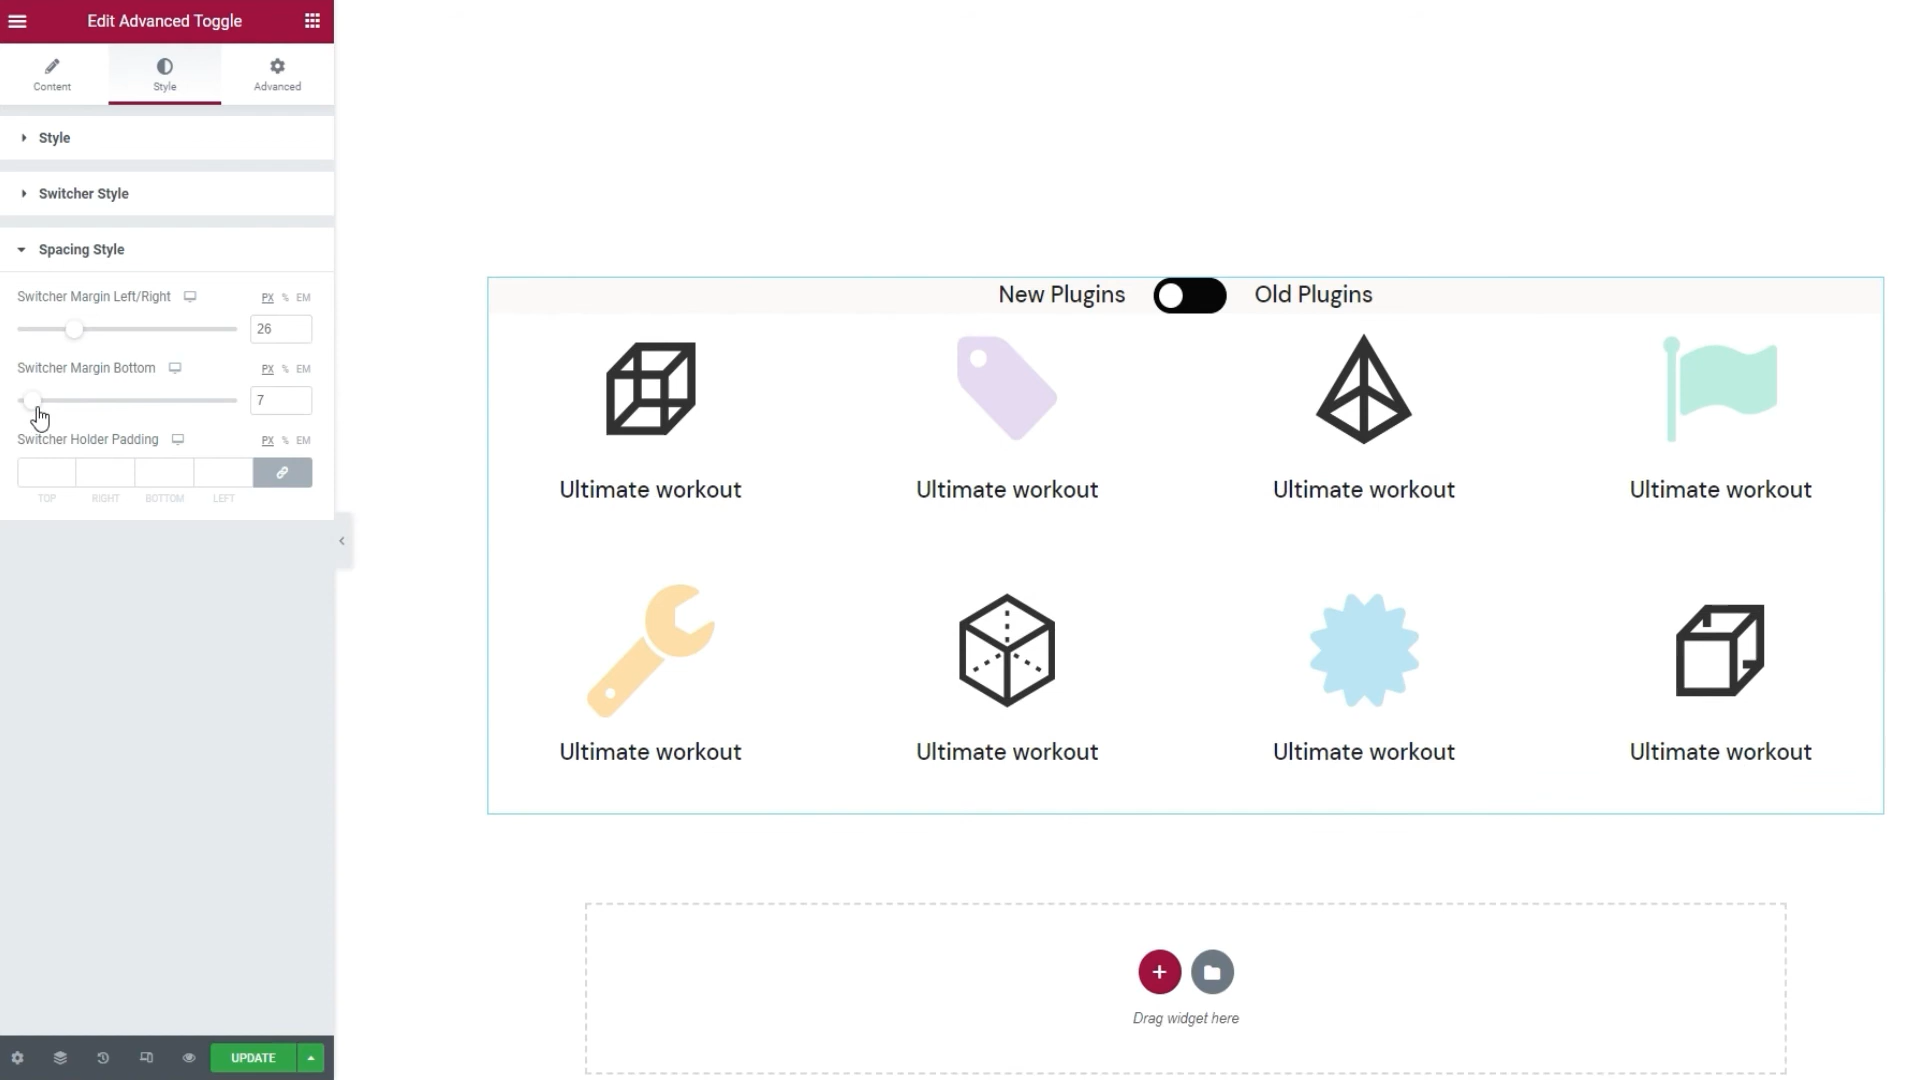 Edit Advanced Toggle
Content
Style
Advanced
Style
Switcher Style
Spacing Style
Switcher Margin Left/Right PX % EM
26
Switcher Margin Bottom PX % EM
7
Switcher Holder Padding PX % EM
TOP RIGHT BOTTOM LEFT
UPDATE
New Plugins Old Plugins
Ultimate workout Ultimate workout Ultimate workout Ultimate workout
Ultimate workout Ultimate workout Ultimate workout Ultimate workout
Drag widget here